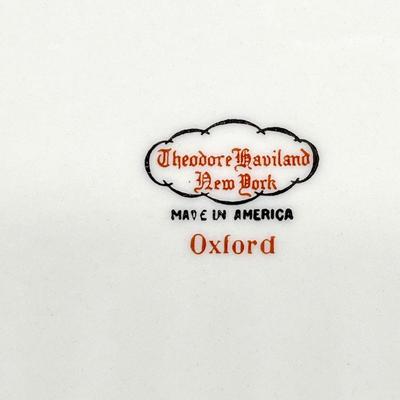 Theodore Haviland
New York
MADE IN AMERICA
Oxford